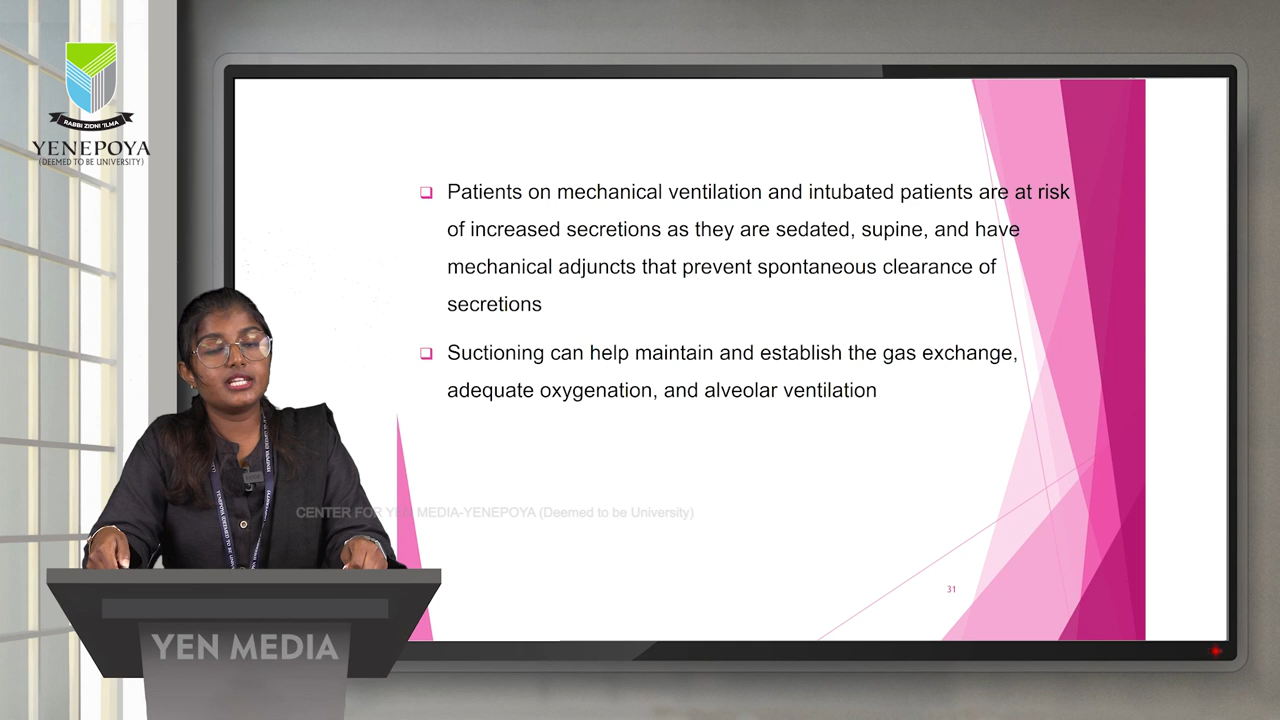 RABBI ZIDNI 'ILMA
YENEPOYA
(DEEMED TO BE UNIVERSITY)
Patients on mechanical ventilation and intubated patients are at risk
of increased secretions as they are sedated, supine, and have
mechanical adjuncts that prevent spontaneous clearance of
secretions
Suctioning can help maintain and establish the gas exchange,
adequate oxygenation, and alveolar ventilation
CENTER FOR YEN MEDIA-YENEPOYA (Deemed to be University)
31
YEN MEDIA